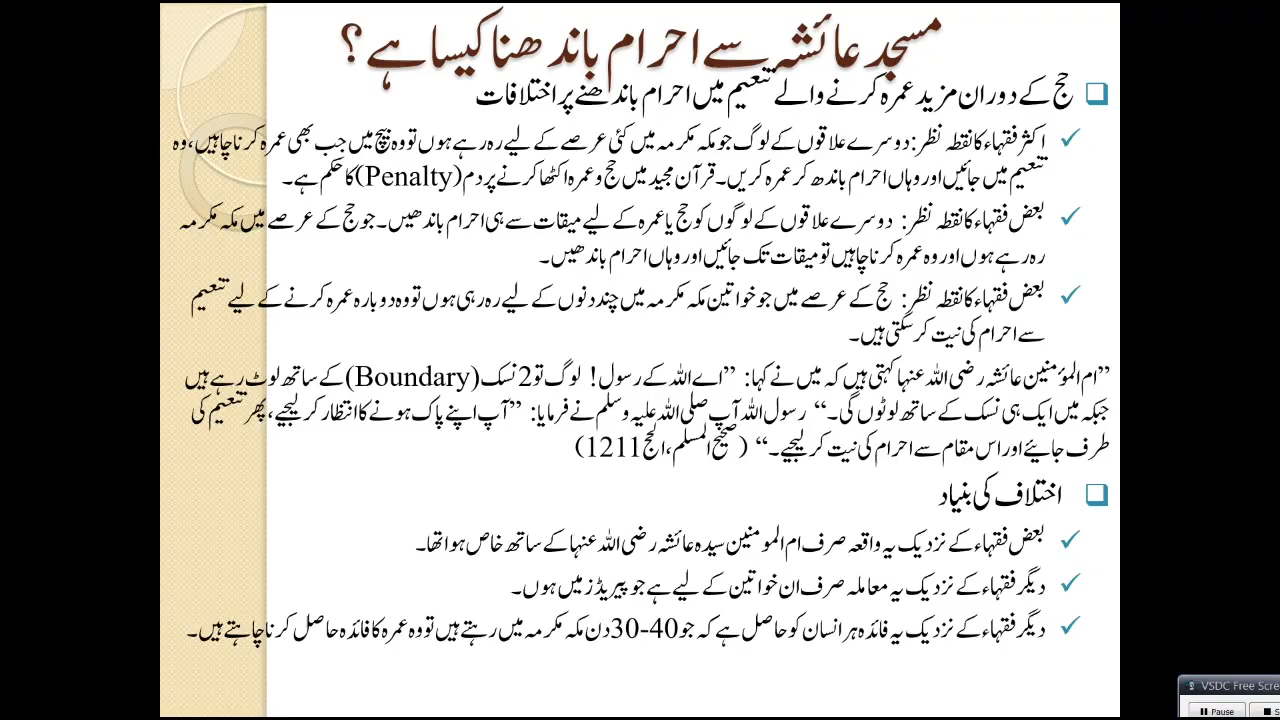 مسجد عائشہ سے احرام باندھنا کیسا ہے؟
حج کے دوران مزید عمرہ کرنے والے تنعیم میں احرام باندھنے پر اختلافات
اکثر فقہاء کا نقطہ نظر: دوسرے علاقوں کے لوگ جو مکہ مکرمہ میں کئی عرصے کے لیے رہ رہے ہوں تو وہ بیچ میں جب بھی عمرہ کرنا چاہیں، وہ
تنعیم میں جائیں اور وہاں احرام باندھ کر عمرہ کریں۔ قرآن مجید میں حج و عمرہ اکٹھا کرنے پر دم (Penalty) کا حکم ہے۔
بعض فقہاء کا نقطہ نظر: دوسرے علاقوں کے لوگوں کو حج یا عمرہ کے لیے میقات سے ہی احرام باندھیں۔ جو حج کے عرصے میں مکہ مکرمہ
رہ رہے ہوں اور وہ عمرہ کرنا چاہیں تو میقات تک جائیں اور وہاں احرام باندھیں۔
بعض فقہاء کا نقطہ نظر: حج کے عرصے میں جو خواتین مکہ مکرمہ میں چند دنوں کے لیے رہ رہی ہوں تو وہ دوبارہ عمرہ کرنے کے لیے تنعیم
سے احرام کی نیت کر سکتی ہیں۔
”ام المؤمنین عائشہ رضی اللہ عنہا کہتی ہیں کہ میں نے کہا: ”اے اللہ کے رسول! لوگ تو 2 نسک (Boundary) کے ساتھ لوٹ رہے ہیں
جبکہ میں ایک ہی نسک کے ساتھ لوٹوں گی۔“ رسول اللہ آپ صلی اللہ علیہ وسلم نے فرمایا: ”آپ اپنے پاک ہونے کا انتظار کر لیجیے، پھر تنعیم کی
طرف جایئے اور اس مقام سے احرام کی نیت کر لیجیے۔“ (صحیح المسلم، الحج 1211)
اختلاف کی بنیاد
بعض فقہاء کے نزدیک یہ واقعہ صرف ام المومنین سیدہ عائشہ رضی اللہ عنہا کے ساتھ خاص ہوا تھا۔
دیگر فقہاء کے نزدیک یہ معاملہ صرف ان خواتین کے لیے ہے جو پیریڈز میں ہوں۔
دیگر فقہاء کے نزدیک یہ فائدہ ہر انسان کو حاصل ہے کہ جو 40-30 دن مکہ مکرمہ میں رہتے ہیں تو وہ عمرہ کا فائدہ حاصل کرنا چاہتے ہیں۔
VSDC Free Scre
Pause S